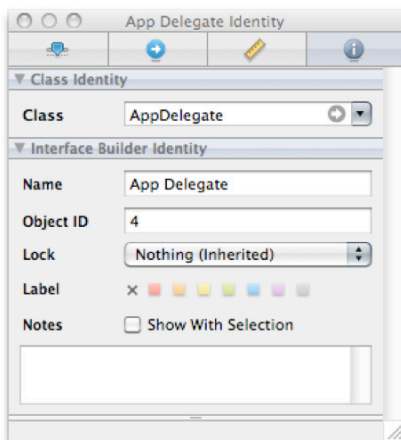 App Delegate Identity
Class Identity
Class AppDelegate
Interface Builder Identity
Name App Delegate
Object ID 4
Lock Nothing (Inherited)
Label
Notes Show With Selection